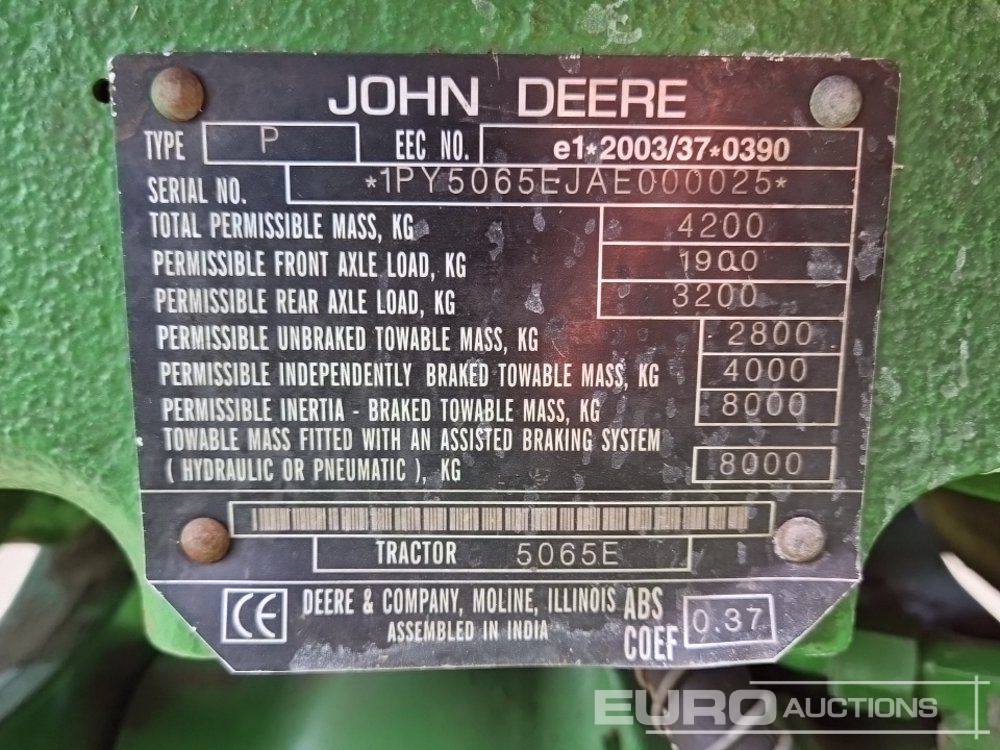 JOHN DEERE
TYPE P EEC NO. e1*2003/37*0390
SERIAL NO. *1PY5065EJAE000025*
TOTAL PERMISSIBLE MASS, KG 4200
PERMISSIBLE FRONT AXLE LOAD, KG 1900
PERMISSIBLE REAR AXLE LOAD, KG 3200
PERMISSIBLE UNBRAKED TOWABLE MASS, KG 2800
PERMISSIBLE INDEPENDENTLY BRAKED TOWABLE MASS, KG 4000
PERMISSIBLE INERTIA - BRAKED TOWABLE MASS, KG 8000
TOWABLE MASS FITTED WITH AN ASSISTED BRAKING SYSTEM
( HYDRAULIC OR PNEUMATIC ), KG 8000
TRACTOR 5065E
CE DEERE & COMPANY, MOLINE, ILLINOIS ABS
ASSEMBLED IN INDIA COEF 0.37
EURO AUCTIONS